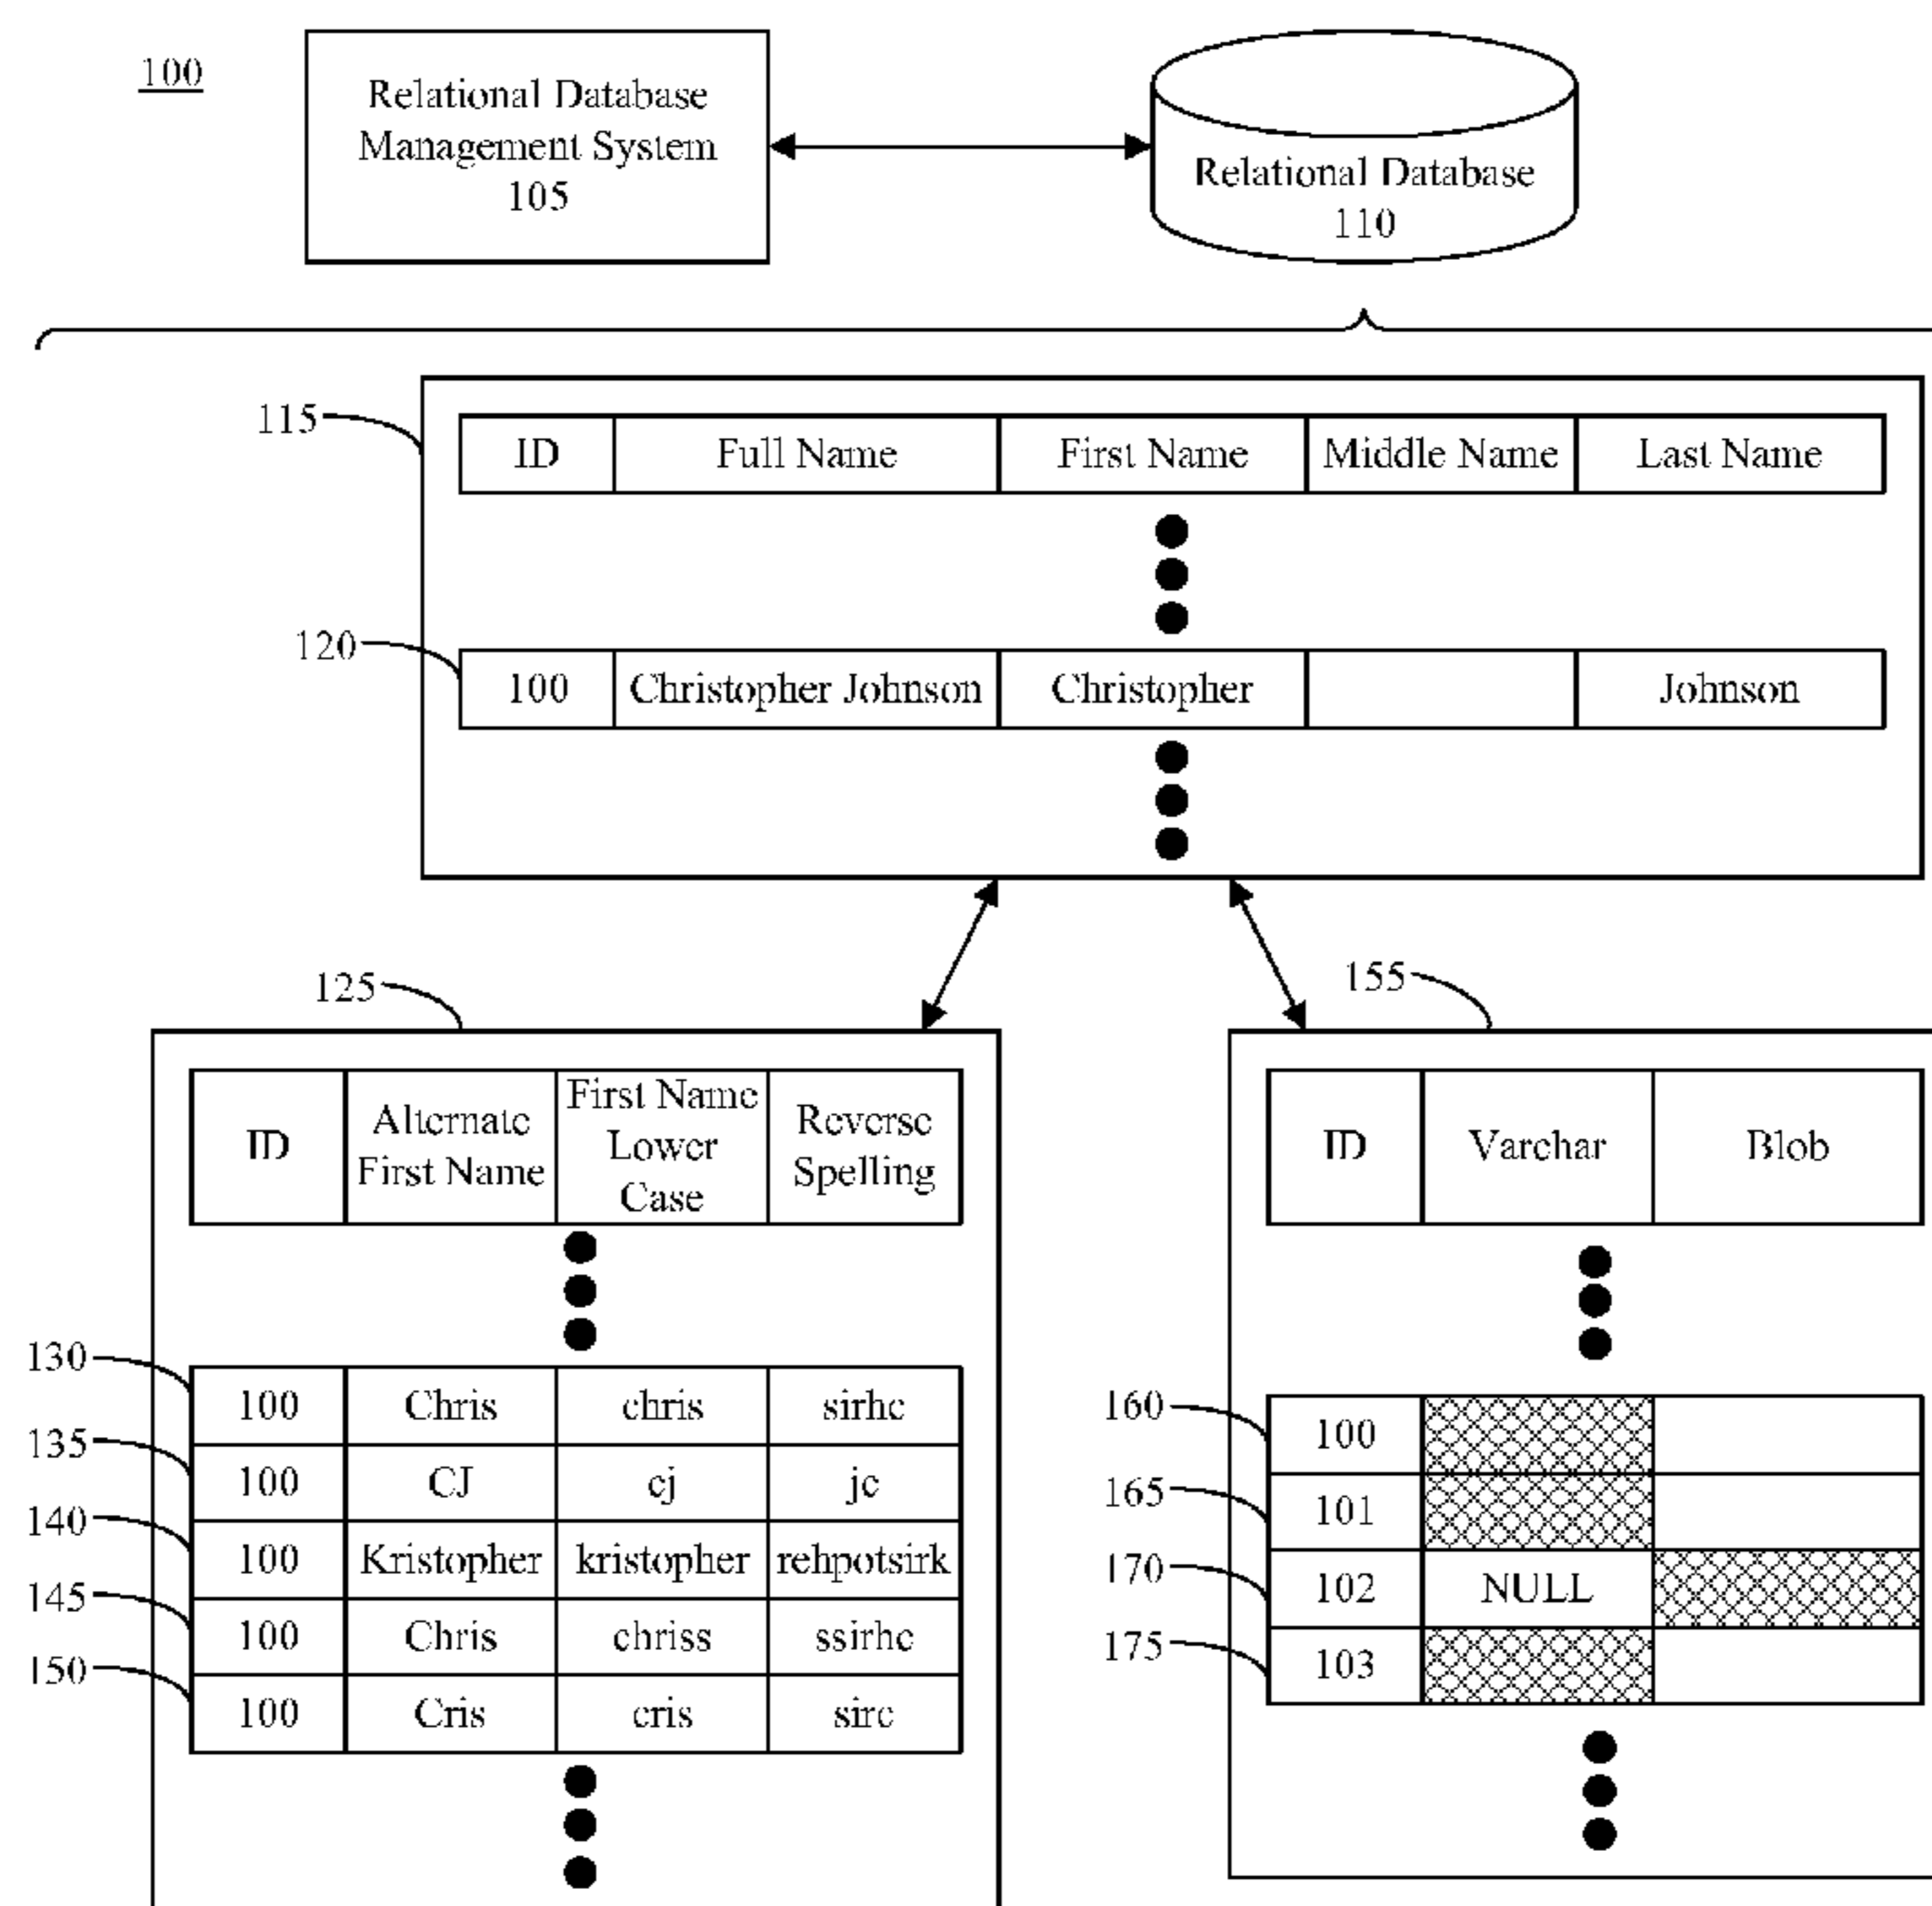 100
Relational Database
Management System
105
Relational Database
110
115
ID Full Name First Name Middle Name Last Name
120
100 Christopher Johnson Christopher Johnson
125
155
ID Alternate First Name First Name Lower Case Reverse Spelling
ID Varchar Blob
130
100 Chris chris sirhc
135
100 CJ cj jc
140
100 Kristopher kristopher rehpotsirk
145
100 Chris chriss ssirhc
150
100 Cris cris sirc
160
100
165
101
170
102 NULL
175
103